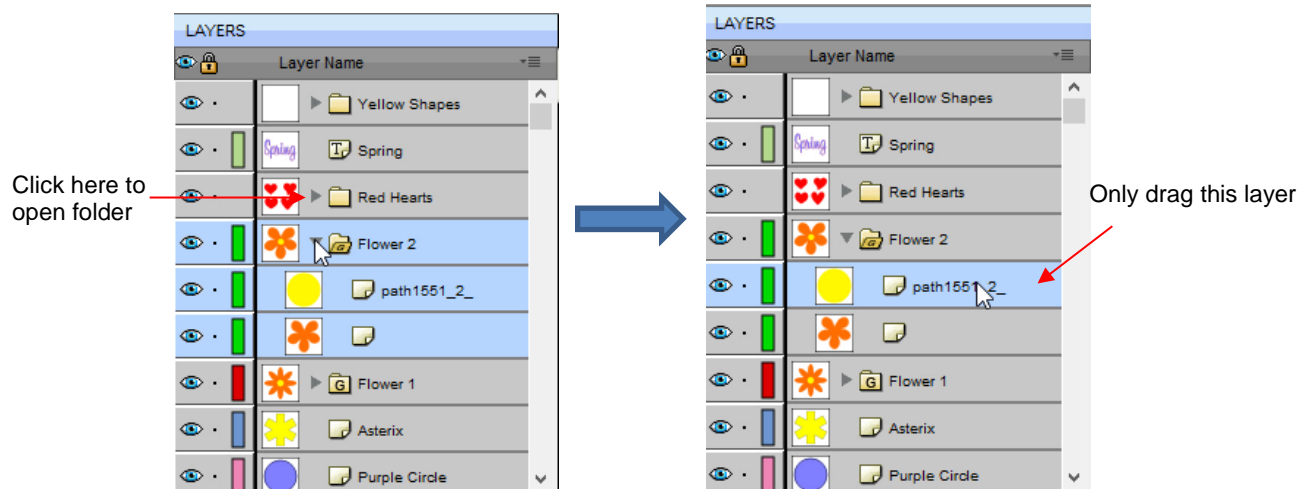 LAYERS
Layer Name
Yellow Shapes
Spring
T Spring
Click here to
open folder
Red Hearts
G Flower 2
path1551_2_
G Flower 1
Asterix
Purple Circle
LAYERS
Layer Name
Yellow Shapes
Spring
T Spring
Red Hearts
Only drag this layer
G Flower 2
path1551_2_
G Flower 1
Asterix
Purple Circle